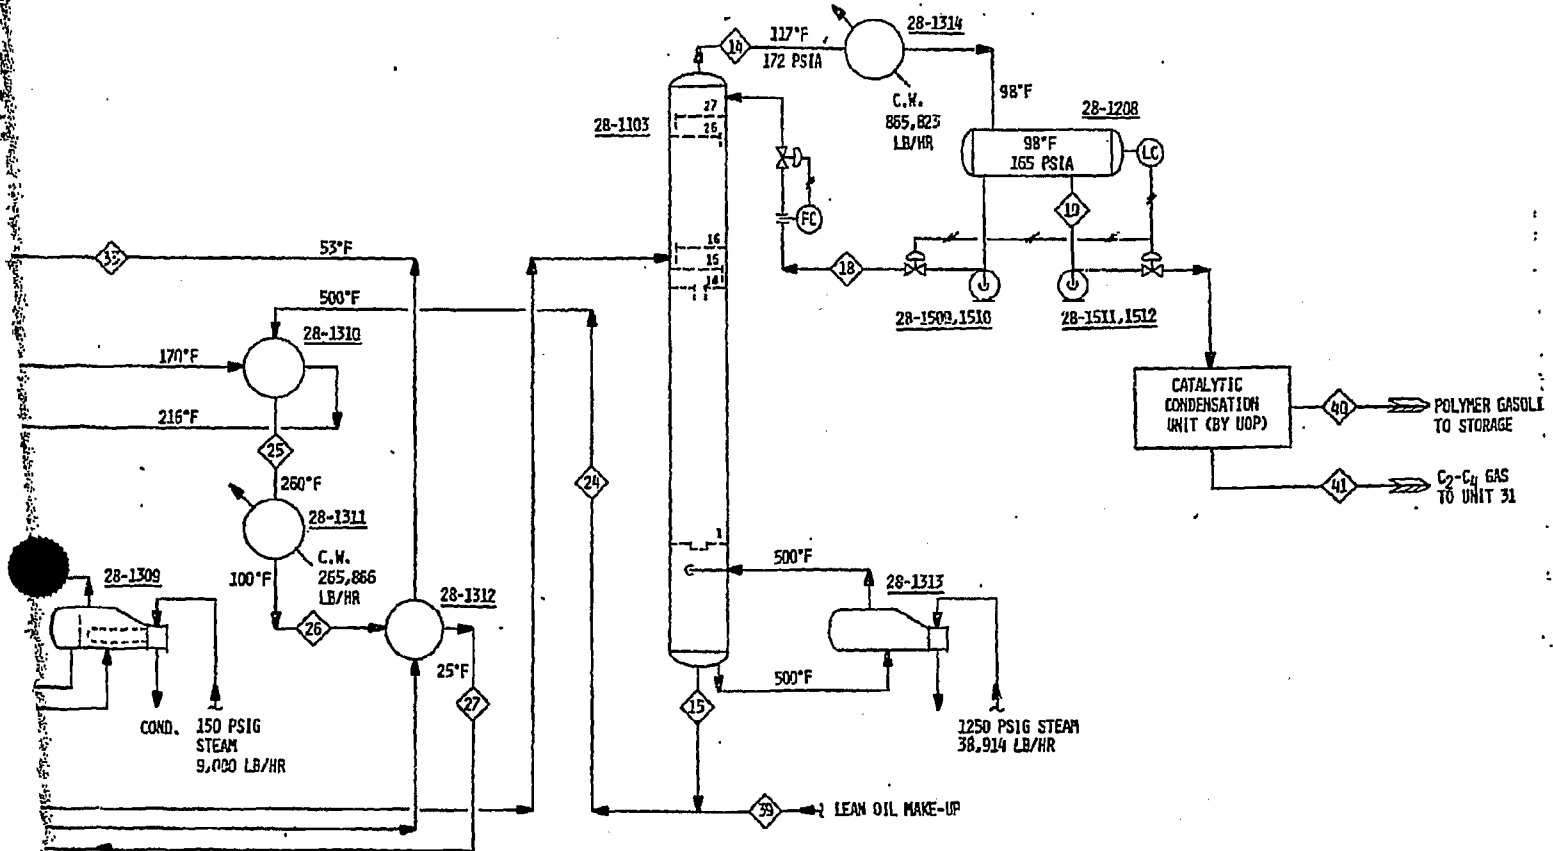 28-1314
117°F
14
172 PSIA
C.W.
865,823
LB/HR
98°F
28-1208
98°F
165 PSIA
LC
28-1103
27
26
FC
16
15
14
19
18
28-1509,1510
28-1511,1512
35
53°F
500°F
28-1310
170°F
216°F
25
260°F
24
28-1311
C.W.
265,866
LB/HR
100°F
26
28-1312
25°F
27
28-1309
COND.
150 PSIG
STEAM
9,000 LB/HR
1
500°F
28-1313
500°F
15
1250 PSIG STEAM
38,914 LB/HR
39
LEAN OIL MAKE-UP
CATALYTIC
CONDENSATION
UNIT (BY UOP)
40
POLYMER GASOLI
TO STORAGE
41
C₂-C₄ GAS
TO UNIT 31